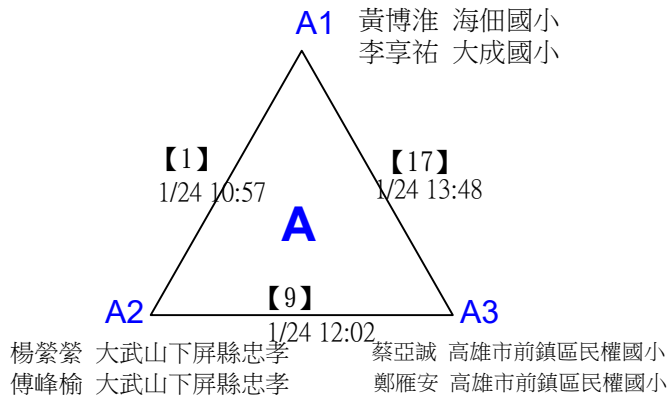 A1 黃博淮 海佃國小
李享祐 大成國小
【1】
1/24 10:57
【17】
1/24 13:48
A
【9】
1/24 12:02
A2
A3
楊縈縈 大武山下屏縣忠孝
傅峰榆 大武山下屏縣忠孝
蔡亞誠 高雄市前鎮區民權國小
鄭雁安 高雄市前鎮區民權國小